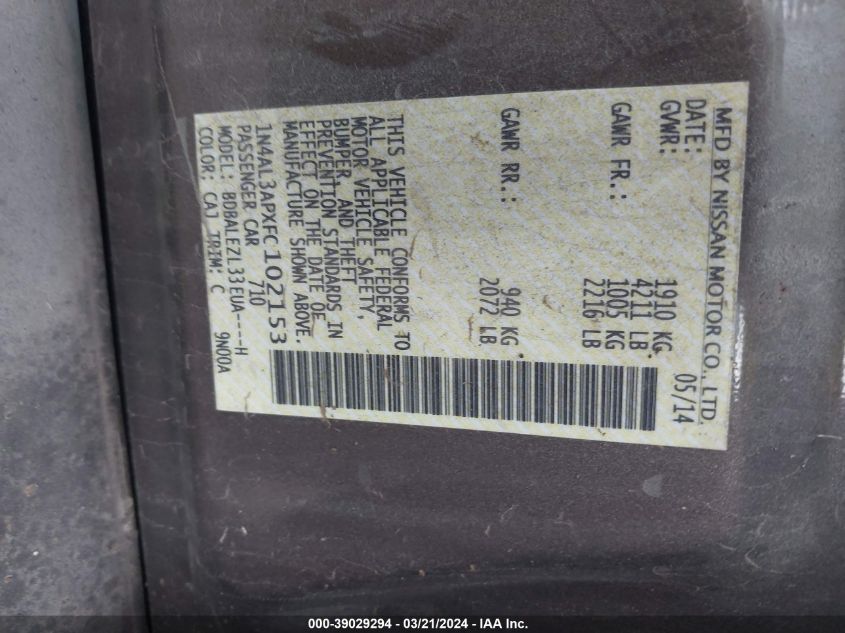 MFD BY NISSAN MOTOR CO., LTD.
DATE: 05/14
GVWR: 1910 KG
4211 LB
GAWR FR.: 1005 KG
2216 LB
GAWR RR.: 940 KG
2072 LB
THIS VEHICLE CONFORMS TO
ALL APPLICABLE FEDERAL
MOTOR VEHICLE SAFETY,
BUMPER, AND THEFT
PREVENTION STANDARDS IN
EFFECT ON THE DATE OF
MANUFACTURE SHOWN ABOVE.
1N4AL3APXFC102153
PASSENGER CAR 710
MODEL: BDBALEZL33EUA----H
COLOR: CAJ TRIM: C 9N00A
000-39029294 - 03/21/2024 - IAA Inc.